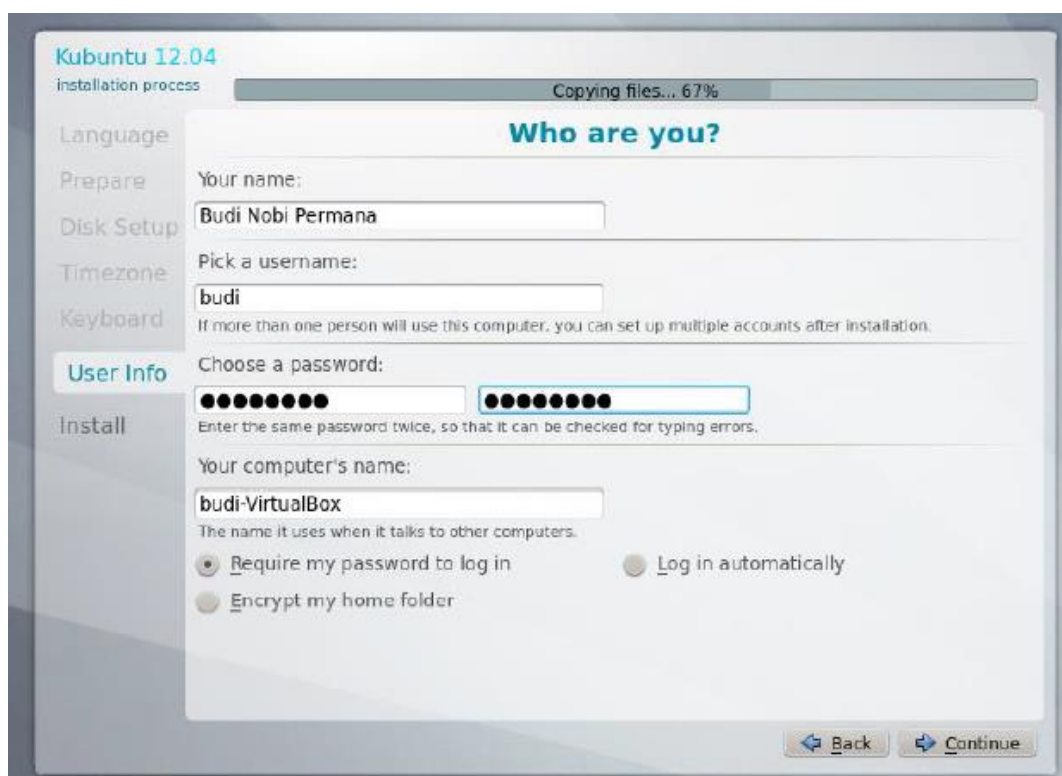 Kubuntu 12.04
installation process
Copying files... 67%
Language
Prepare
Disk Setup
Timezone
Keyboard
User Info
Install
Who are you?
Your name:
Budi Nobi Permana
Pick a username:
budi
If more than one person will use this computer, you can set up multiple accounts after installation.
Choose a password:
●●●●●●●● ●●●●●●●●
Enter the same password twice, so that it can be checked for typing errors.
Your computer's name:
budi-VirtualBox
The name it uses when it talks to other computers.
Require my password to log in Log in automatically
Encrypt my home folder
Back Continue